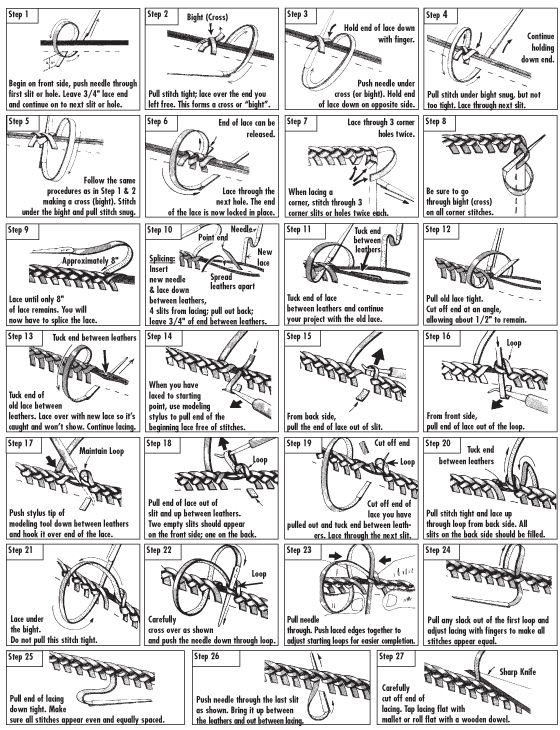 Step 1
Begin on front side, push needle through
first slit or hole. Leave 3/4" lace end
and continue on to next slit or hole.
Step 2
Bight (Cross)
Pull stitch tight; lace over the end you
left free. This forms a cross or "bight".
Step 3
Hold end of lace down
with finger.
Push needle under
cross (or bight). Hold end
of lace down on opposite side.
Step 4
Continue
holding
down end.
Pull stitch under bight snug, but not
too tight. Lace through next slit.
Step 5
Follow the same
procedures as in Step 1 & 2
making a cross (bight). Stitch
under the bight and pull stitch snug.
Step 6
End of lace can be
released.
Lace through the
next hole. The end
of the lace is now locked in place.
Step 7
Lace through 3 corner
holes twice.
When lacing a
corner, stitch through 3
corner slits or holes twice each.
Step 8
Be sure to go
through bight (cross)
on all corner stitches.
Step 9
Approximately 8"
Lace until only 8"
of lace remains. You will
now have to splice the lace.
Step 10
Needle
Point end
New
lace
Splicing:
Insert
new needle
& lace down
between leathers,
4 slits from lacing; pull out back;
leave 3/4" of end between leathers.
Spread
leathers apart
Step 11
Tuck end
between
leathers
Tuck end of lace
between leathers and continue
your project with the old lace.
Step 12
Pull old lace tight.
Cut off end at an angle,
allowing about 1/2" to remain.
Step 13
Tuck end between leathers
Tuck end of
old lace between
leathers. Lace over with new lace so it's
caught and won't show. Continue lacing.
Step 14
When you have
laced to starting
point, use modeling
stylus to pull end of the
beginning lace free of stitches.
Step 15
From back side,
pull the end of lace out of slit.
Step 16
Loop
From front side,
pull end of lace out of the loop.
Step 17
Maintain Loop
Push stylus tip of
modeling tool down between leathers
and hook it over end of the lace.
Step 18
Loop
Pull end of lace out of
slit and up between leathers.
Two empty slits should appear
on the front side; one on the back.
Step 19
Cut off end
Loop
Cut off end of
lace you have
pulled out and tuck end between leath-
ers. Lace through the next slit.
Step 20
Tuck end
between leathers
Pull stitch tight and lace up
through loop from back side. All
slits on the back side should be filled.
Step 21
Lace under
the bight.
Do not pull this stitch tight.
Step 22
Loop
Carefully
cross over as shown
and push the needle down through loop.
Step 23
Pull needle
through. Push laced edges together to
adjust starting loops for easier completion.
Step 24
Pull any slack out of the first loop and
adjust lacing with fingers to make all
stitches appear equal.
Step 25
Pull end of lacing
down tight. Make
sure all stitches appear even and equally spaced.
Step 26
Push needle through the last slit
as shown. Bring it up between
the leathers and out between lacing.
Step 27
Sharp Knife
Carefully
cut off end of
lacing. Tap lacing flat with
mallet or roll flat with a wooden dowel.